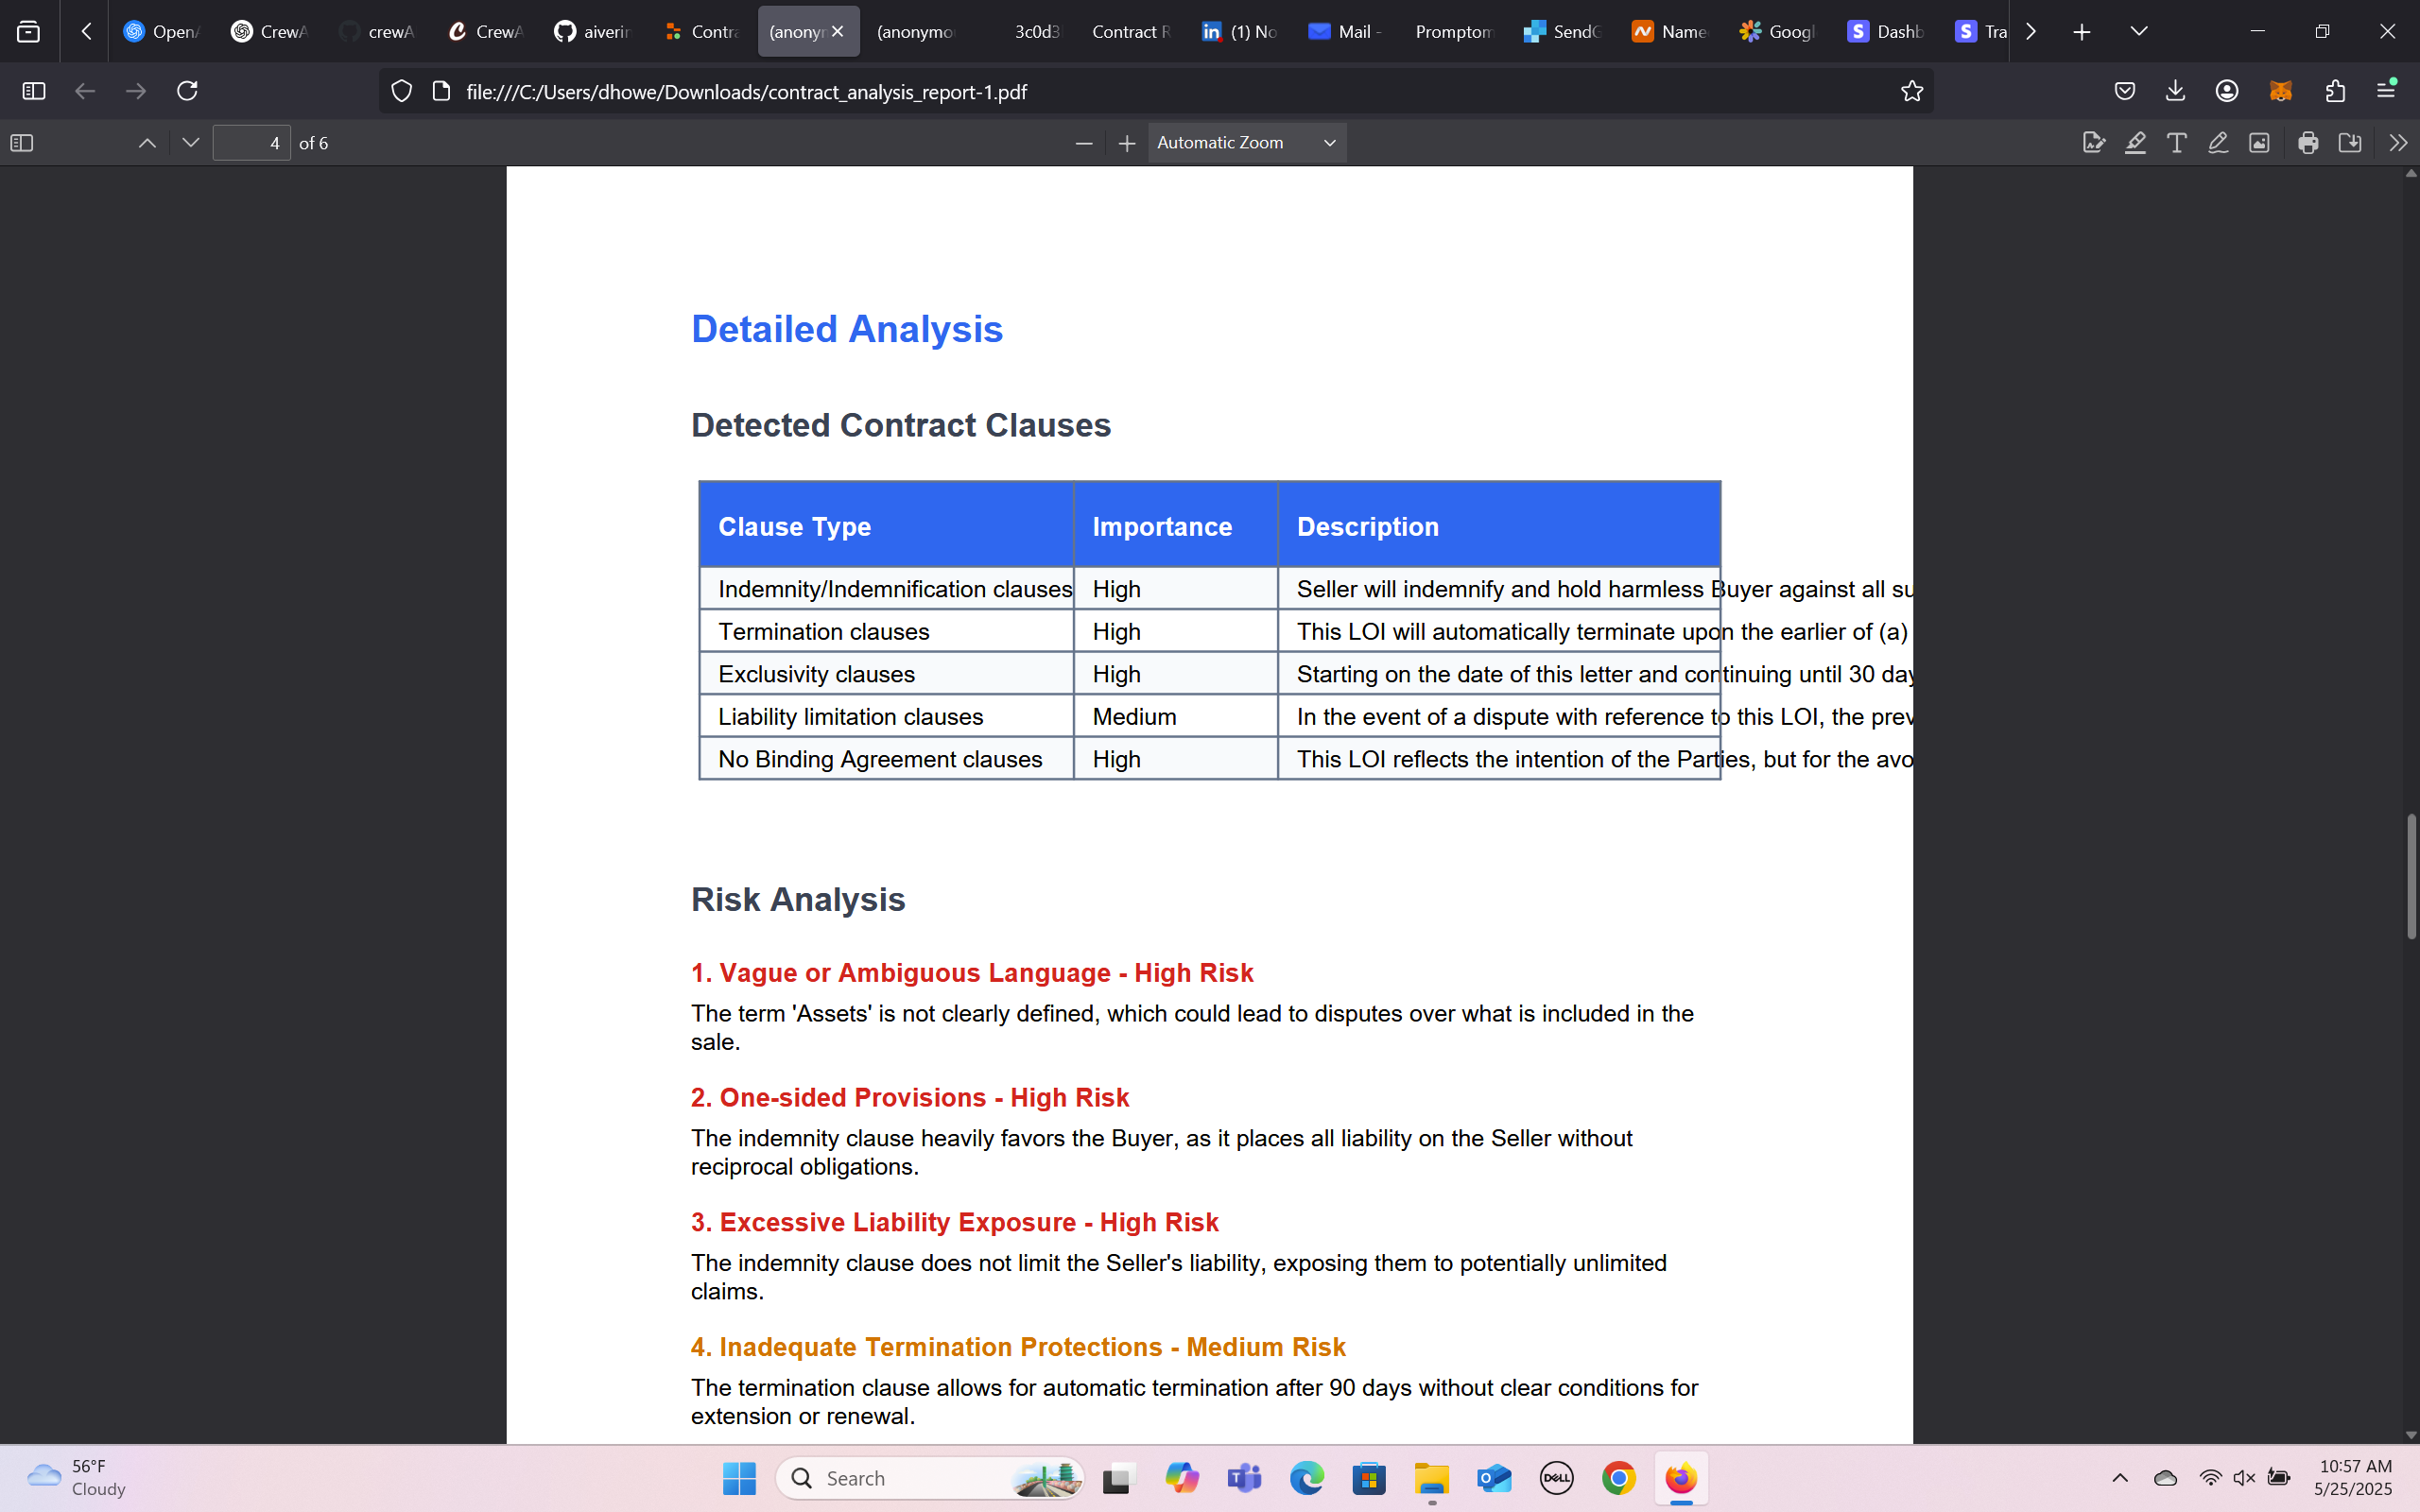 OpenA
CrewA
crewA
CrewA
aiverin
Contra
(anonyr
(anonymo
3c0d3
Contract R
(1) No
Mail -
Prompton
SendG
Name
Googl
Dashb
Tra
file:///C:/Users/dhowe/Downloads/contract_analysis_report-1.pdf
4 of 6
Automatic Zoom
Detailed Analysis
Detected Contract Clauses
Clause Type Importance Description
Indemnity/Indemnification clauses High Seller will indemnify and hold harmless Buyer against all su
Termination clauses High This LOI will automatically terminate upon the earlier of (a)
Exclusivity clauses High Starting on the date of this letter and continuing until 30 day
Liability limitation clauses Medium In the event of a dispute with reference to this LOI, the prev
No Binding Agreement clauses High This LOI reflects the intention of the Parties, but for the avo
Risk Analysis
1. Vague or Ambiguous Language - High Risk
The term 'Assets' is not clearly defined, which could lead to disputes over what is included in the
sale.
2. One-sided Provisions - High Risk
The indemnity clause heavily favors the Buyer, as it places all liability on the Seller without
reciprocal obligations.
3. Excessive Liability Exposure - High Risk
The indemnity clause does not limit the Seller's liability, exposing them to potentially unlimited
claims.
4. Inadequate Termination Protections - Medium Risk
The termination clause allows for automatic termination after 90 days without clear conditions for
extension or renewal.
56°F
Cloudy
Search
DELL
10:57 AM
5/25/2025